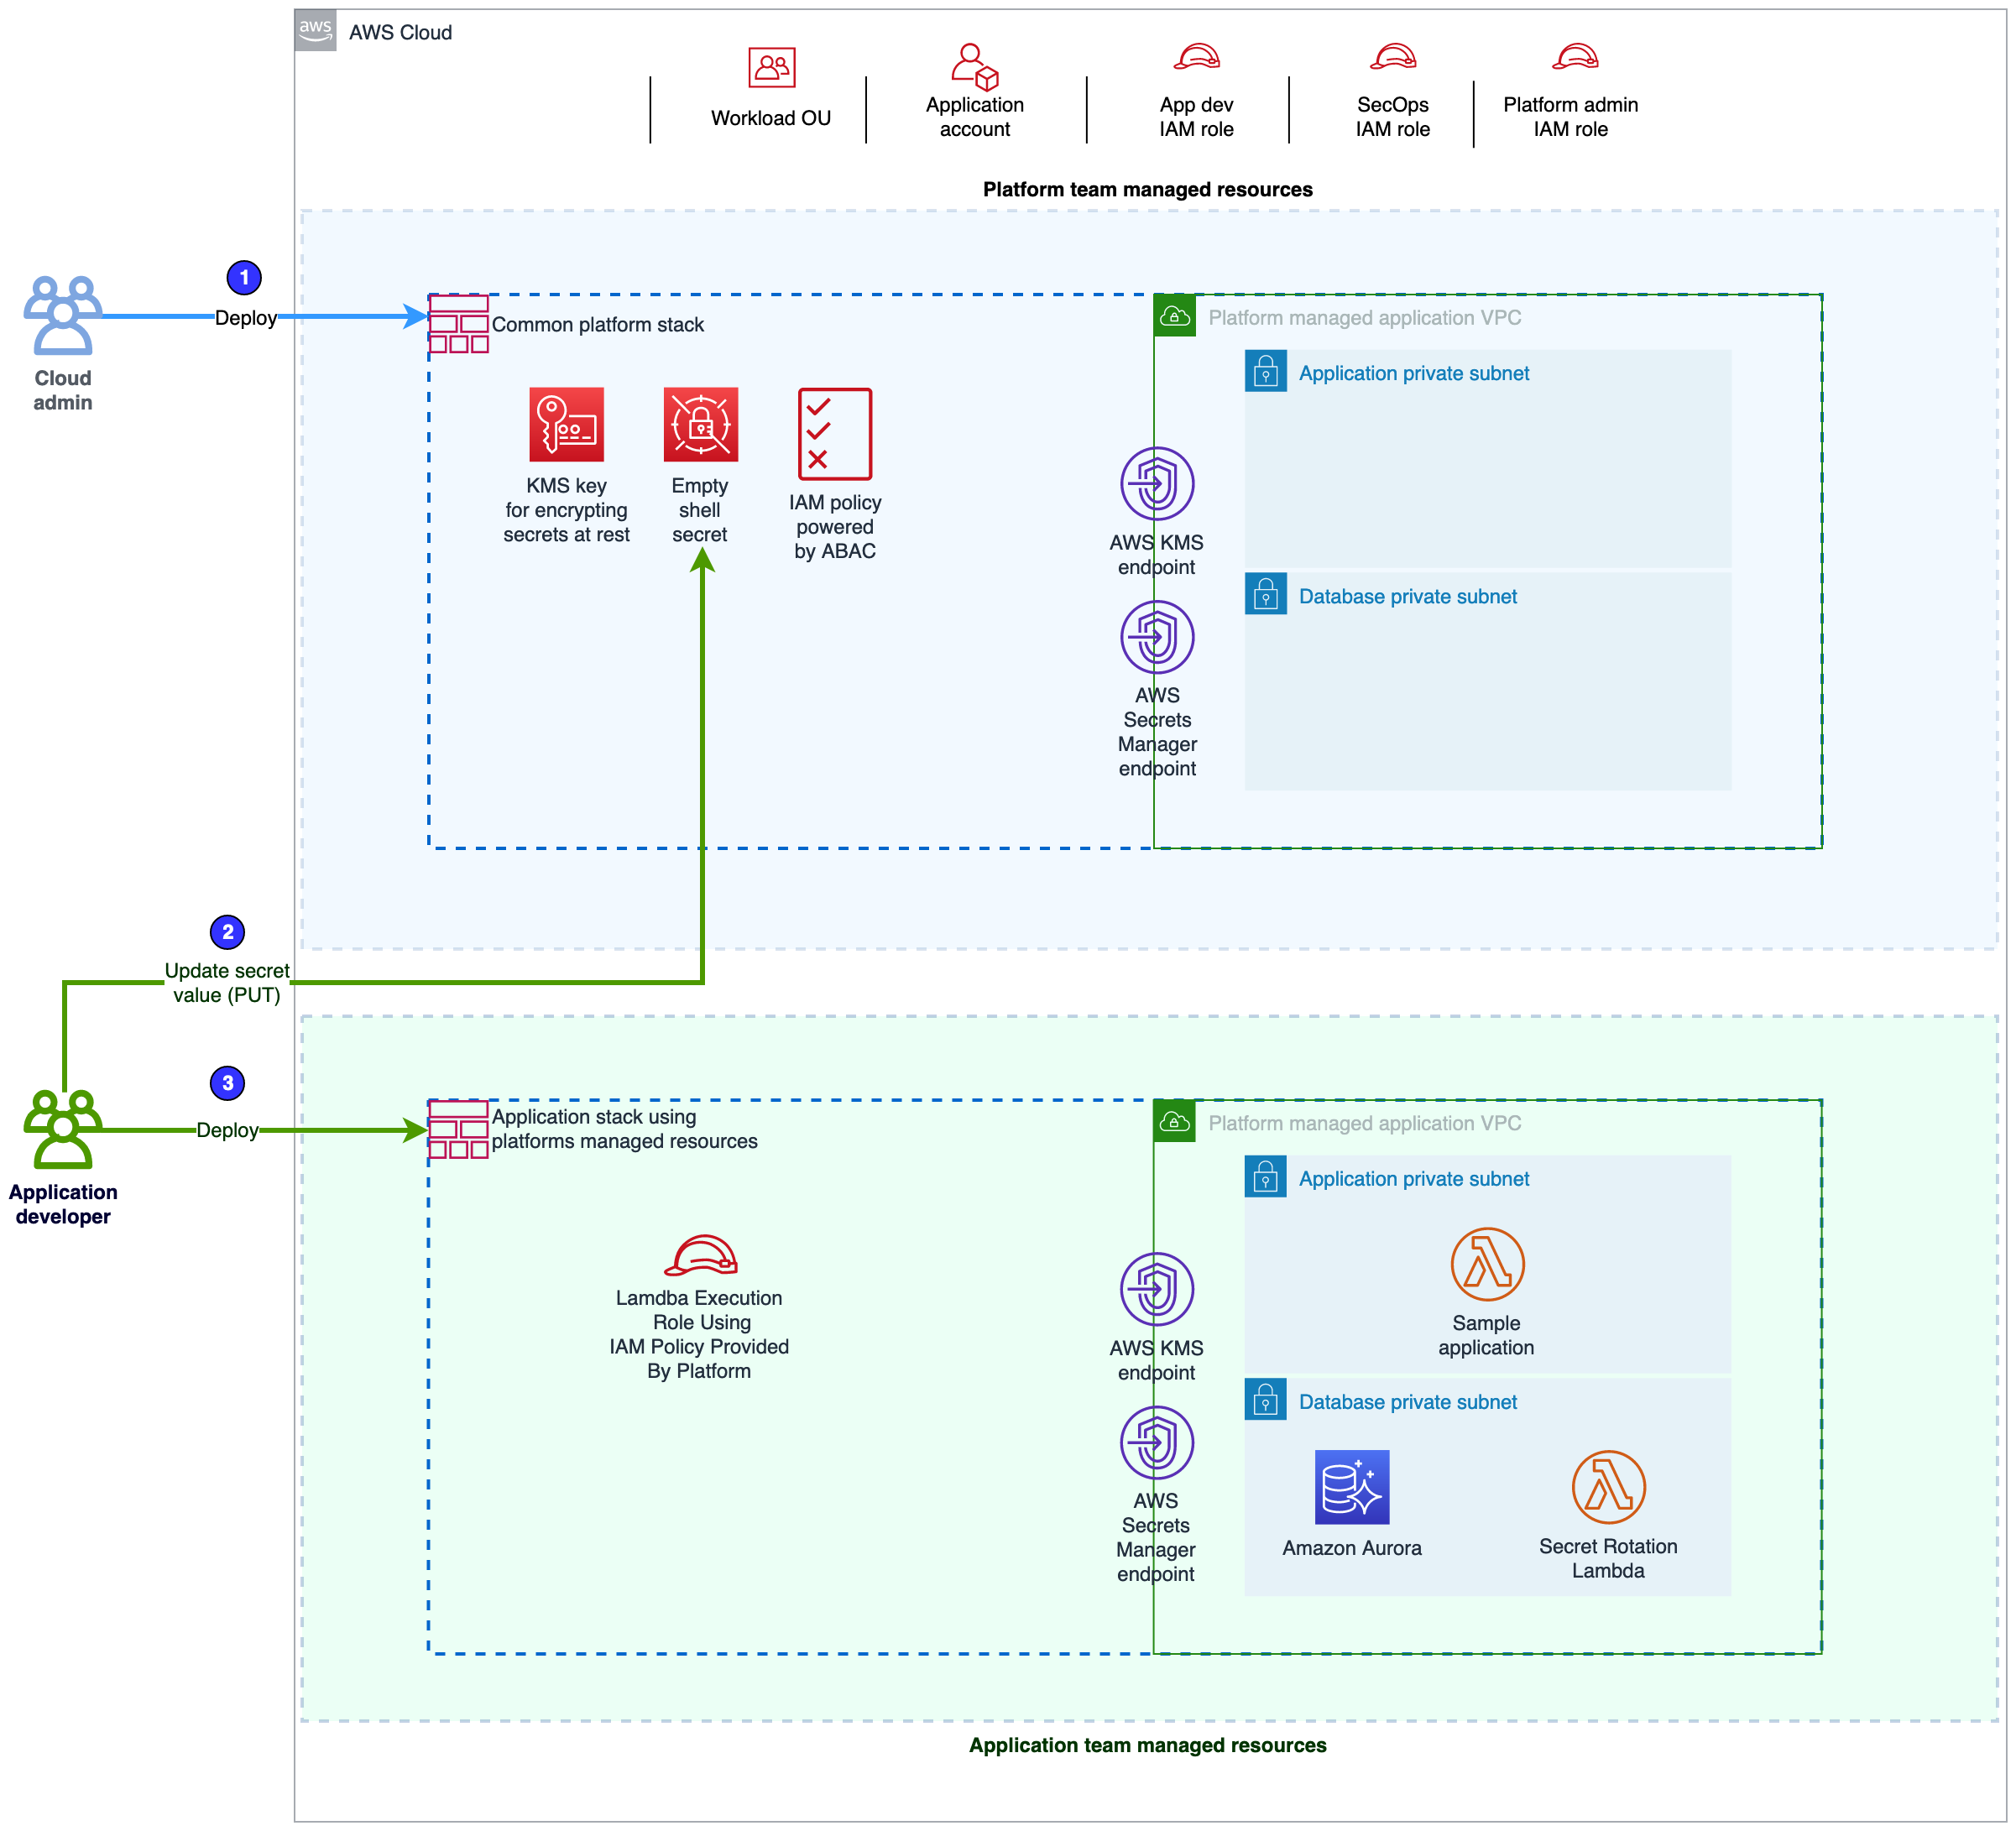 aws
AWS Cloud
Workload OU
Application
account
App dev
IAM role
SecOps
IAM role
Platform admin
IAM role
Platform team managed resources
1
Deploy
Cloud
admin
Common platform stack
KMS key
for encrypting
secrets at rest
Empty
shell
secret
IAM policy
powered
by ABAC
Platform managed application VPC
Application private subnet
AWS KMS
endpoint
Database private subnet
AWS
Secrets
Manager
endpoint
2
Update secret
value (PUT)
3
Deploy
Application
developer
Application stack using
platforms managed resources
Lamdba Execution
Role Using
IAM Policy Provided
By Platform
Platform managed application VPC
Application private subnet
Sample
application
AWS KMS
endpoint
Database private subnet
AWS
Secrets
Manager
endpoint
Amazon Aurora
Secret Rotation
Lambda
Application team managed resources